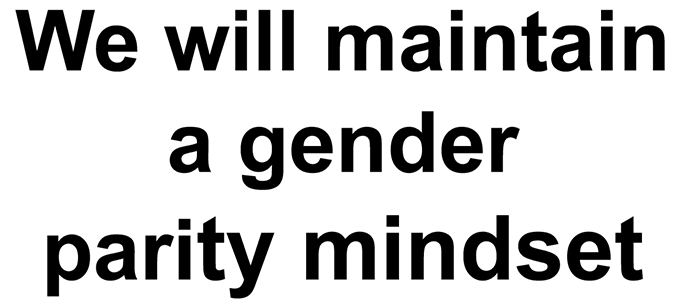 We will maintain
a gender
parity mindset